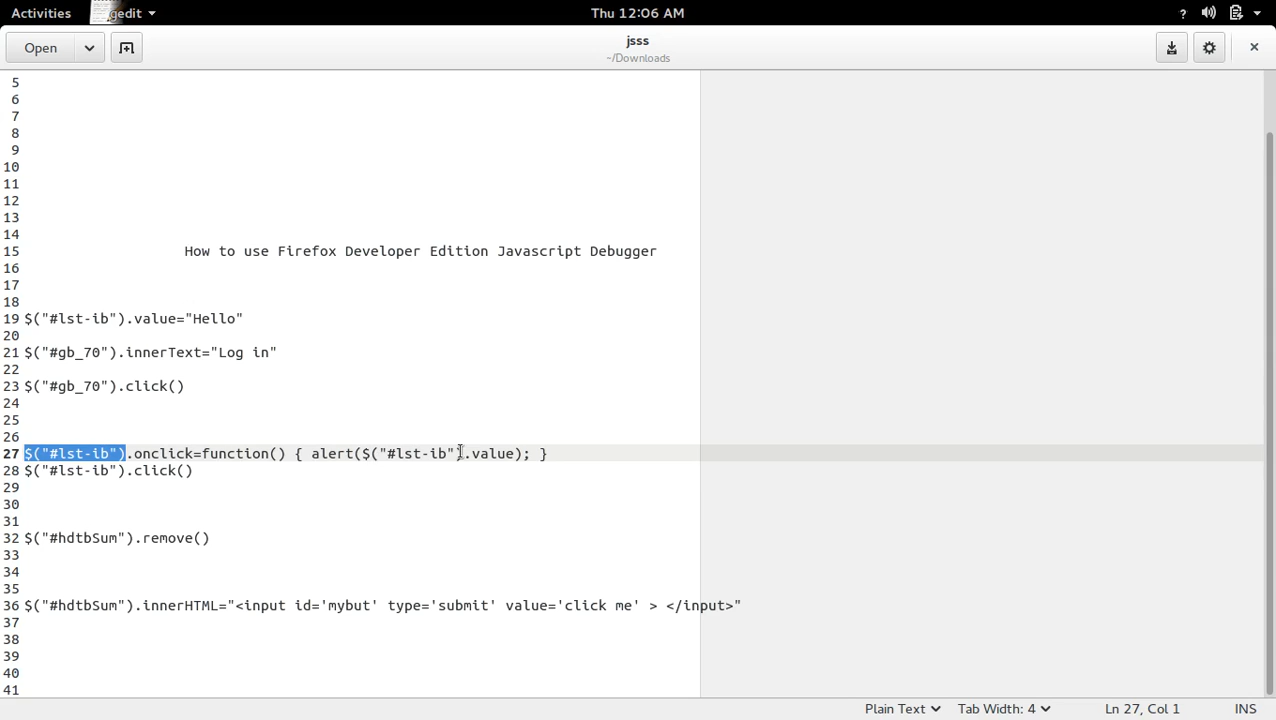 Activities gedit Thu 12:06 AM ?
Open jsss
~/Downloads
5
6
7
8
9
10
11
12
13
14
15 How to use Firefox Developer Edition Javascript Debugger
16
17
18
19 $("#lst-ib").value="Hello"
20
21 $("#gb_70").innerText="Log in"
22
23 $("#gb_70").click()
24
25
26
27 $("#lst-ib").onclick=function() { alert($("#lst-ib").value); }
28 $("#lst-ib").click()
29
30
31
32 $("#hdtbSum").remove()
33
34
35
36 $("#hdtbSum").innerHTML="<input id='mybut' type='submit' value='click me' > </input>"
37
38
39
40
41
Plain Text Tab Width: 4 Ln 27, Col 1 INS